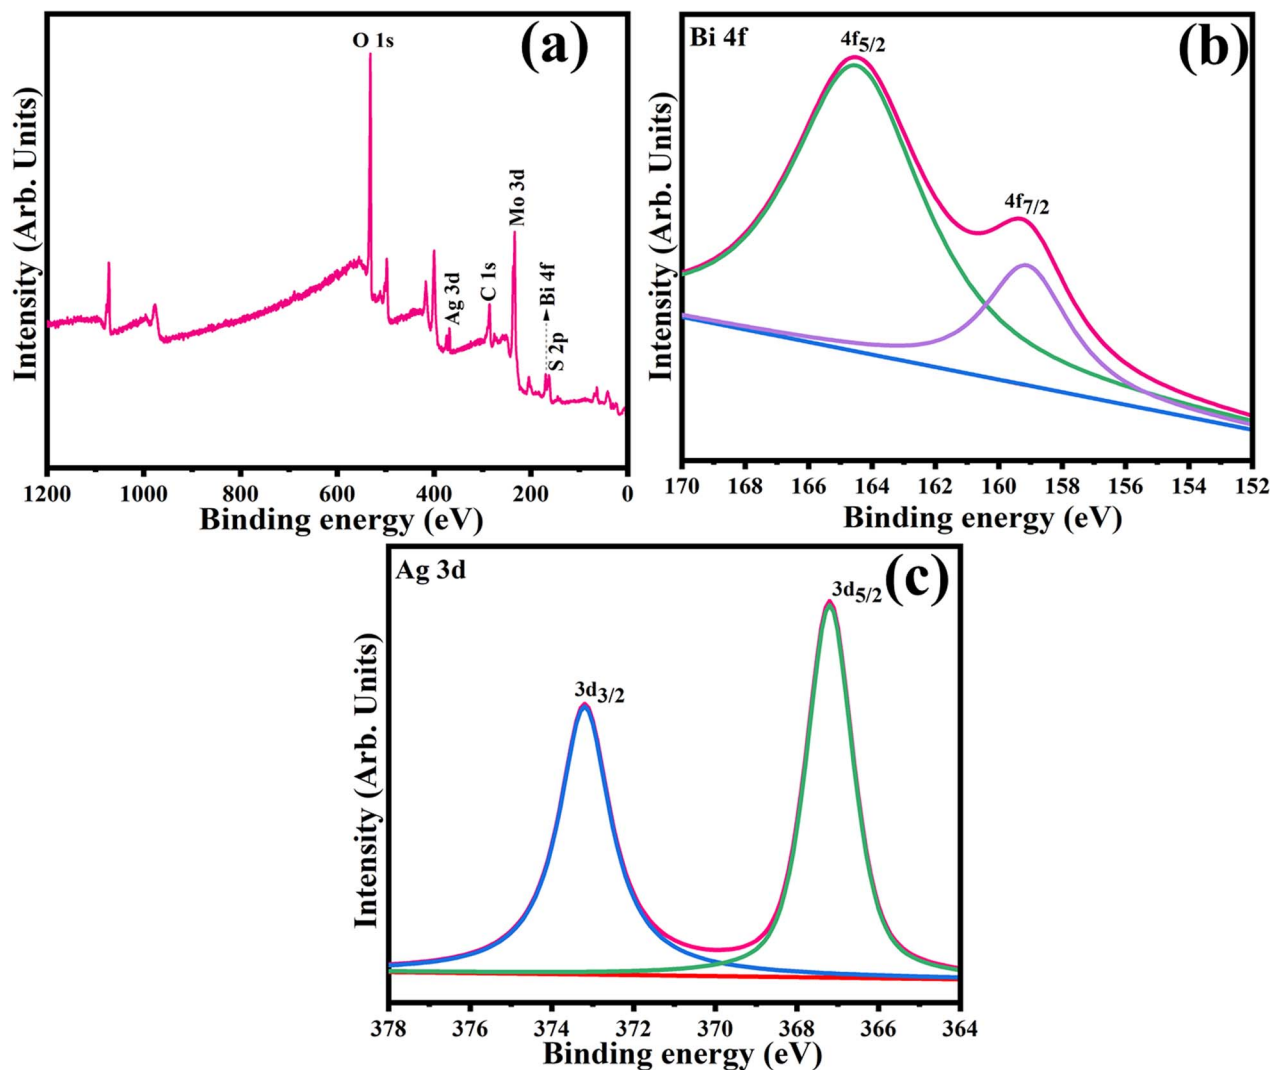 (a)
O 1s
Mo 3d
Ag 3d
C 1s
Bi 4f
S 2p
Intensity (Arb. Units)
1200 1000 800 600 400 200 0
Binding energy (eV)
Bi 4f
(b)
4f5/2
4f7/2
Intensity (Arb. Units)
170 168 166 164 162 160 158 156 154 152
Binding energy (eV)
Ag 3d
(c)
3d5/2
3d3/2
Intensity (Arb. Units)
378 376 374 372 370 368 366 364
Binding energy (eV)